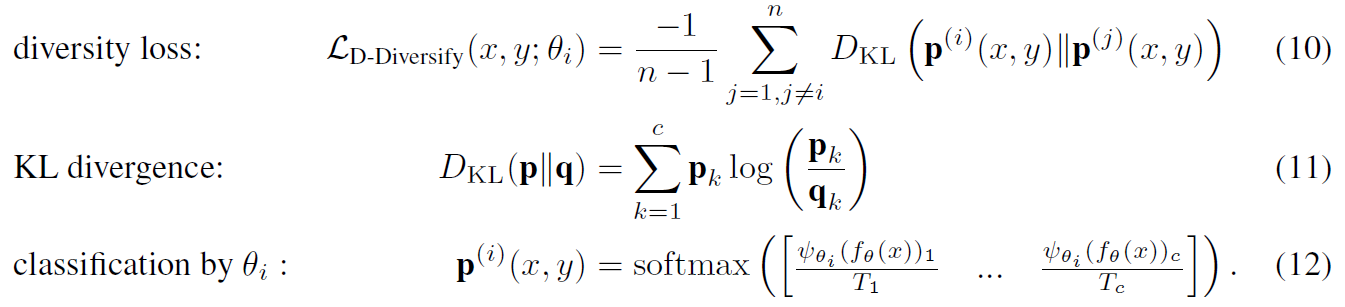 diversity loss: $\mathcal{L}_{\text{D-Diversify}}(x, y; \theta_i) = \frac{-1}{n-1} \sum_{j=1, j \neq i}^{n} D_{\text{KL}} \left( \mathbf{p}^{(i)}(x, y) \| \mathbf{p}^{(j)}(x, y) \right)$ (10)
KL divergence: $D_{\text{KL}}(\mathbf{p} \| \mathbf{q}) = \sum_{k=1}^{c} \mathbf{p}_k \log \left( \frac{\mathbf{p}_k}{\mathbf{q}_k} \right)$ (11)
classification by $\theta_i$ : $\mathbf{p}^{(i)}(x, y) = \text{softmax} \left( \left[ \frac{\psi_{\theta_i}(f_\theta(x))_1}{T_1} \quad ... \quad \frac{\psi_{\theta_i}(f_\theta(x))_c}{T_c} \right] \right).$ (12)